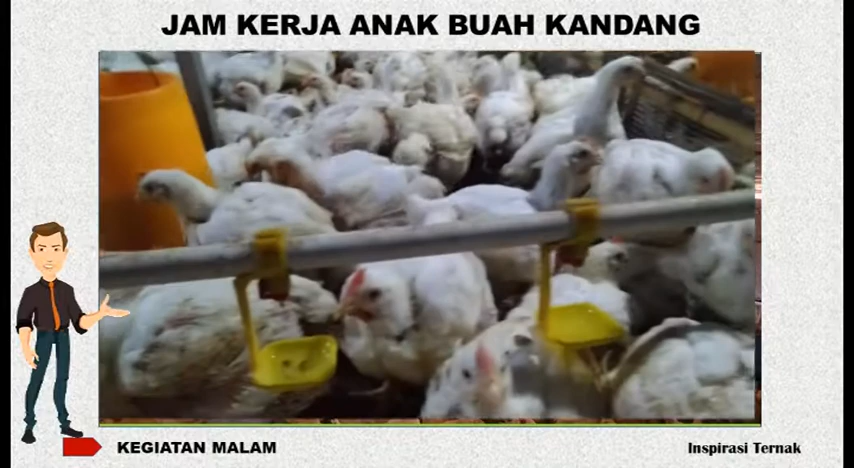 JAM KERJA ANAK BUAH KANDANG
KEGIATAN MALAM
Inspirasi Ternak